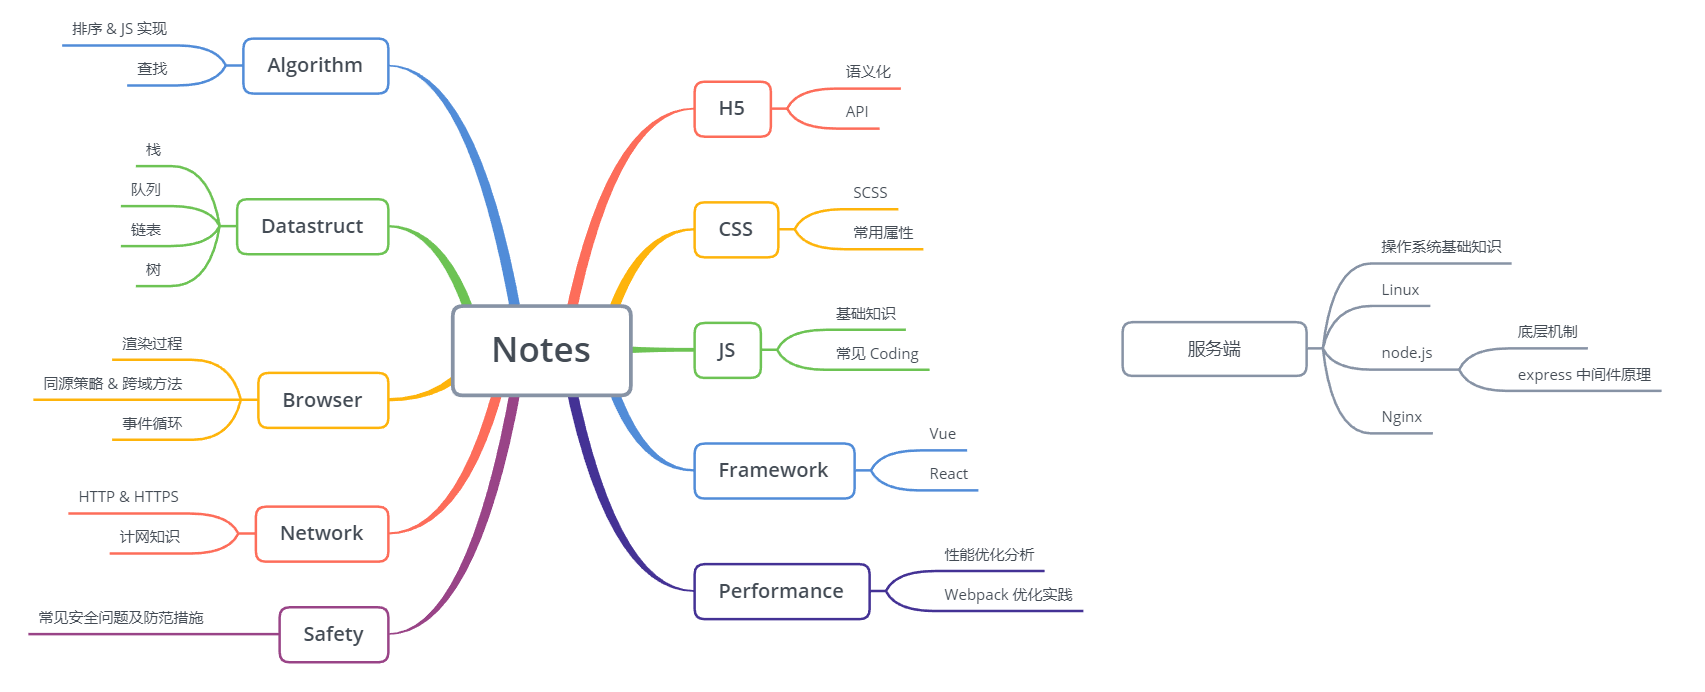 Notes
Algorithm
排序 & JS 实现
查找
Datastruct
栈
队列
链表
树
Browser
渲染过程
同源策略 & 跨域方法
事件循环
Network
HTTP & HTTPS
计网知识
Safety
常见安全问题及防范措施
H5
语义化
API
CSS
SCSS
常用属性
JS
基础知识
常见 Coding
Framework
Vue
React
Performance
性能优化分析
Webpack 优化实践
服务端
操作系统基础知识
Linux
node.js
底层机制
express 中间件原理
Nginx